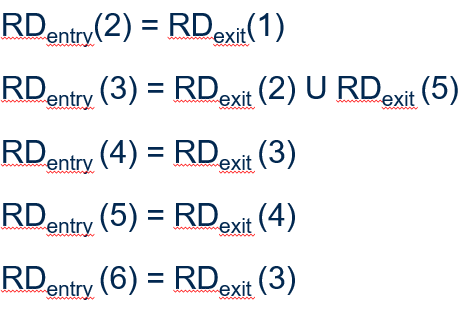 RDentry(2) = RDexit(1)
RDentry (3) = RDexit (2) U RDexit (5)
RDentry (4) = RDexit (3)
RDentry (5) = RDexit (4)
RDentry (6) = RDexit (3)